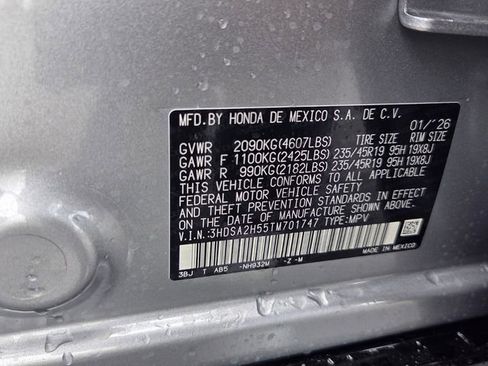 MFD.BY HONDA DE MEXICO S.A. DE C.V.
01/'26
GVWR 2090KG(4607LBS) TIRE SIZE RIM SIZE
GAWR F 1100KG(2425LBS) 235/45R19 95H 19X8J
GAWR R 990KG(2182LBS) 235/45R19 95H 19X8J
THIS VEHICLE CONFORMS TO ALL APPLICABLE
FEDERAL MOTOR VEHICLE SAFETY
AND THEFT PREVENTION STANDARDS IN EFFECT
ON THE DATE OF MANUFACTURE SHOWN ABOVE.
V.I.N.:3HDSA2H55TM701747 TYPE:MPV
3BJ T AB5 -NH932M -Z -M
MADE IN MEXICO